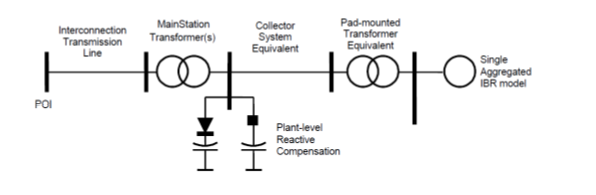 Interconnection
Transmission
Line
MainStation
Transformer(s)
Collector
System
Equivalent
Pad-mounted
Transformer
Equivalent
Single
Aggregated
IBR model
POI
Plant-level
Reactive
Compensation